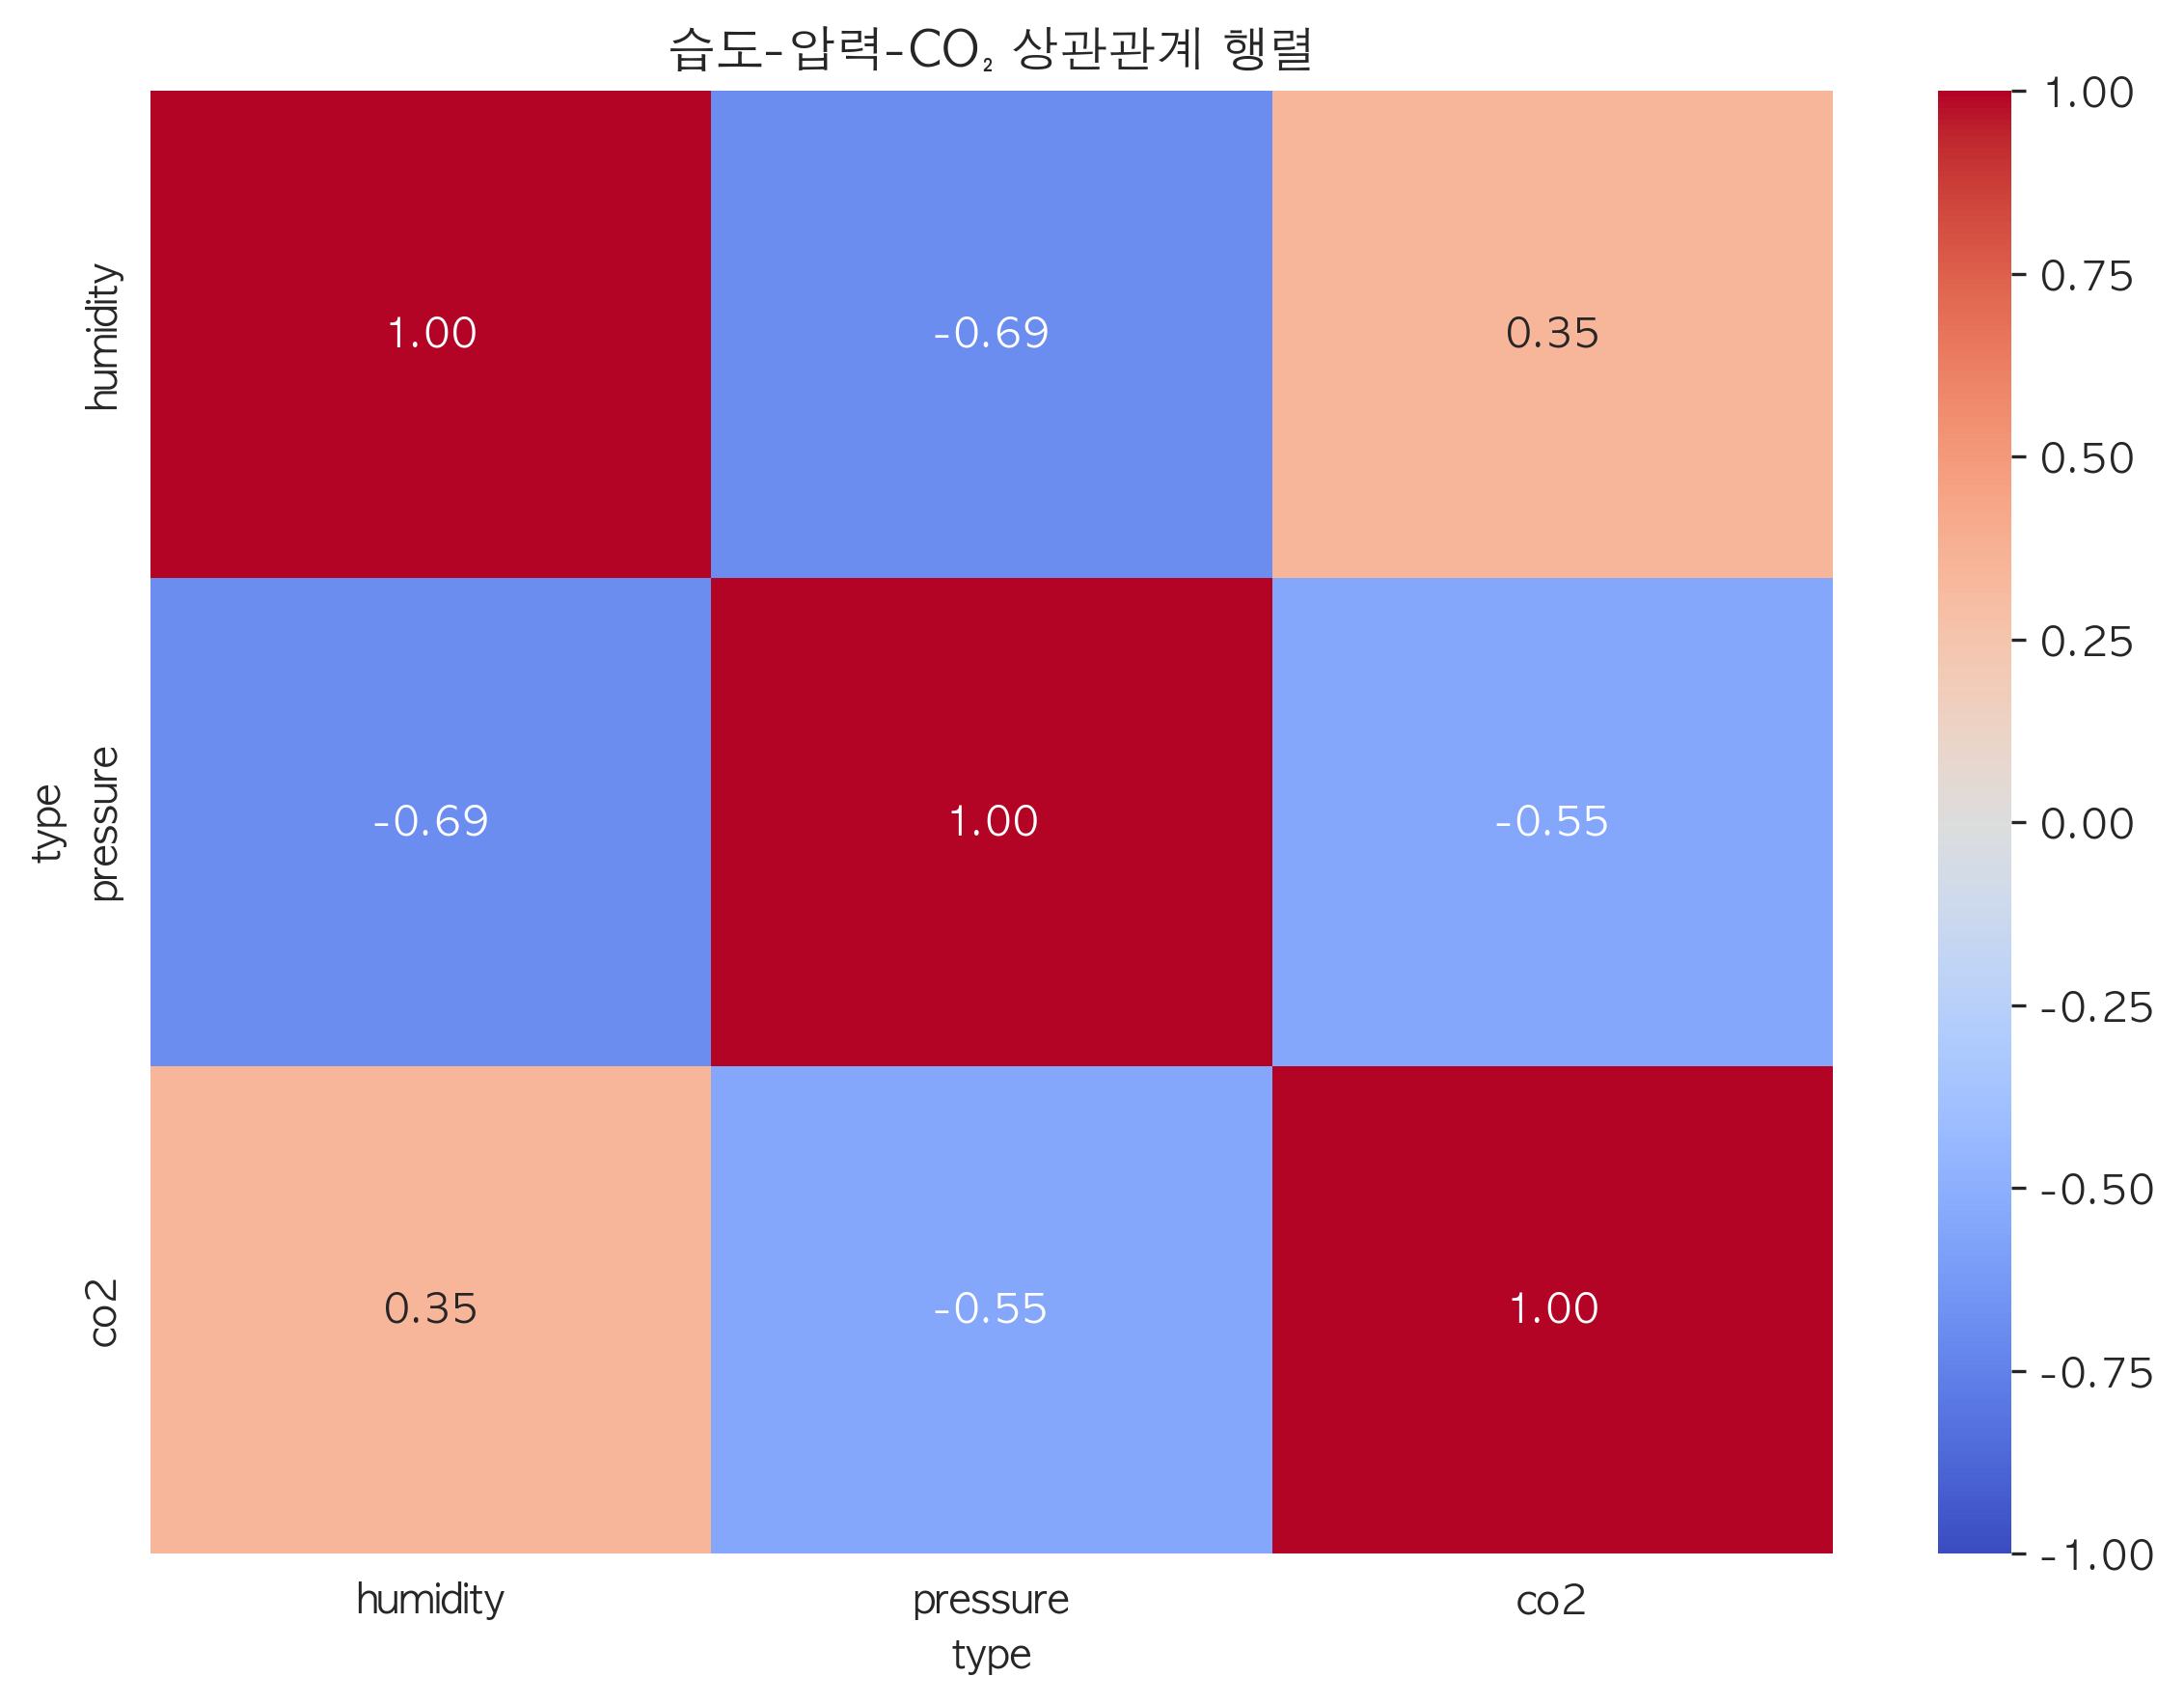 습도-압력-CO₂ 상관관계 행렬
1.00
-0.69
0.35
-0.69
1.00
-0.55
0.35
-0.55
1.00
humidity
pressure
co2
type
humidity
pressure
co2
type
1.00
0.75
0.50
0.25
0.00
-0.25
-0.50
-0.75
-1.00